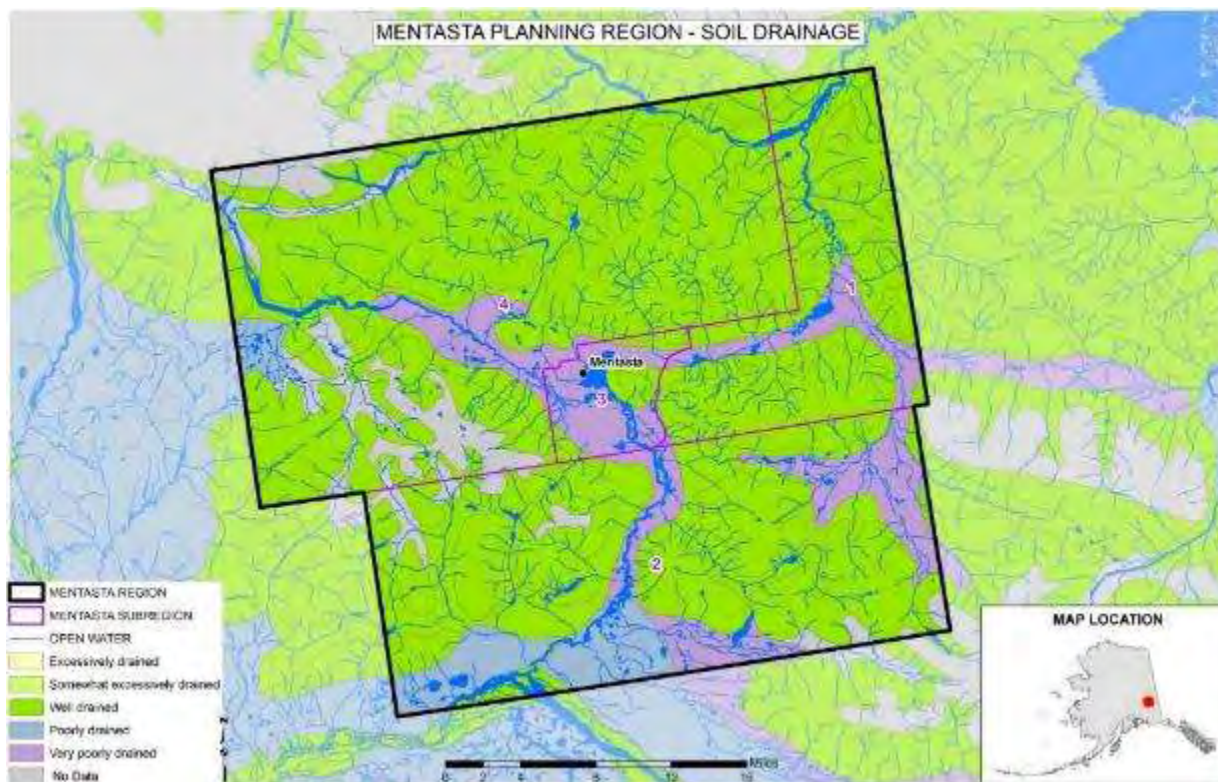 MENTASTA PLANNING REGION - SOIL DRAINAGE
1
4
Mentasta
3
2
MENTASTA REGION
MENTASTA SUBREGION
OPEN WATER
Excessively drained
Somewhat excessively drained
Well drained
Poorly drained
Very poorly drained
No Data
Miles
MAP LOCATION